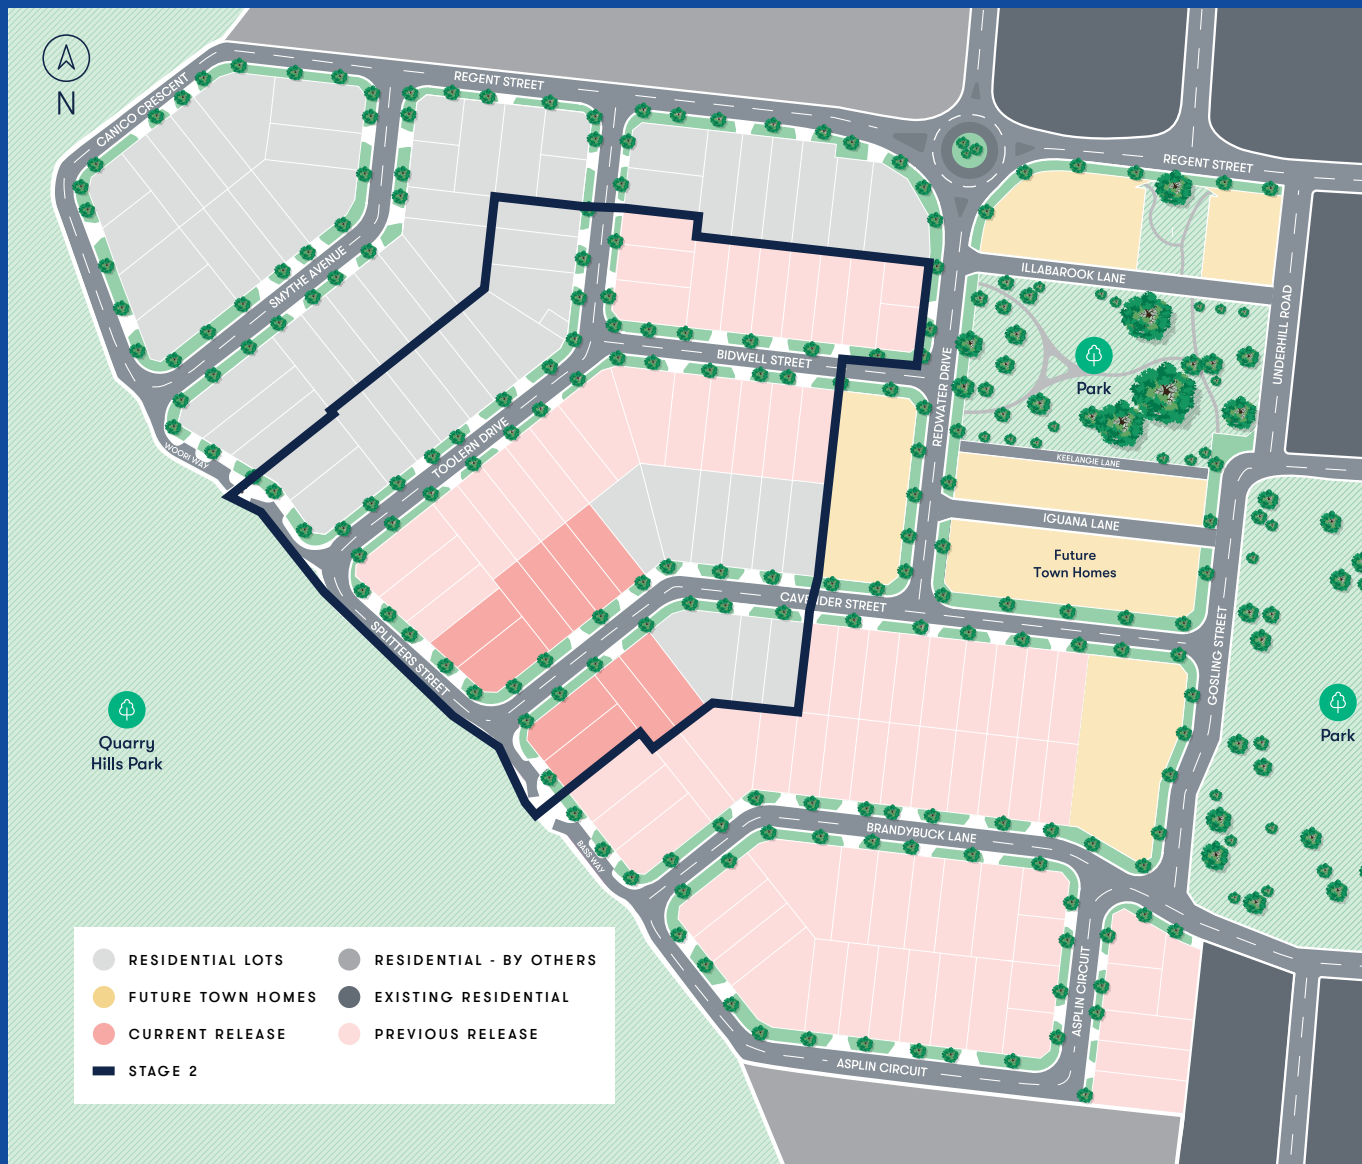 N
REGENT STREET
CANICO CRESCENT
REGENT STREET
SMYTHE AVENUE
ILLABAROOK LANE
UNDERHILL ROAD
BIDWELL STREET
REDWATER DRIVE
Park
TOOLERN DRIVE
WOORI WAY
KEELANGIE LANE
IGUANA LANE
Future
Town Homes
CAVENDER STREET
SPLITTERS STREET
GOSLING STREET
Quarry
Hills Park
Park
BRANDYBUCK LANE
BASS WAY
ASPLIN CIRCUIT
ASPLIN CIRCUIT
RESIDENTIAL LOTS
RESIDENTIAL - BY OTHERS
FUTURE TOWN HOMES
EXISTING RESIDENTIAL
CURRENT RELEASE
PREVIOUS RELEASE
STAGE 2